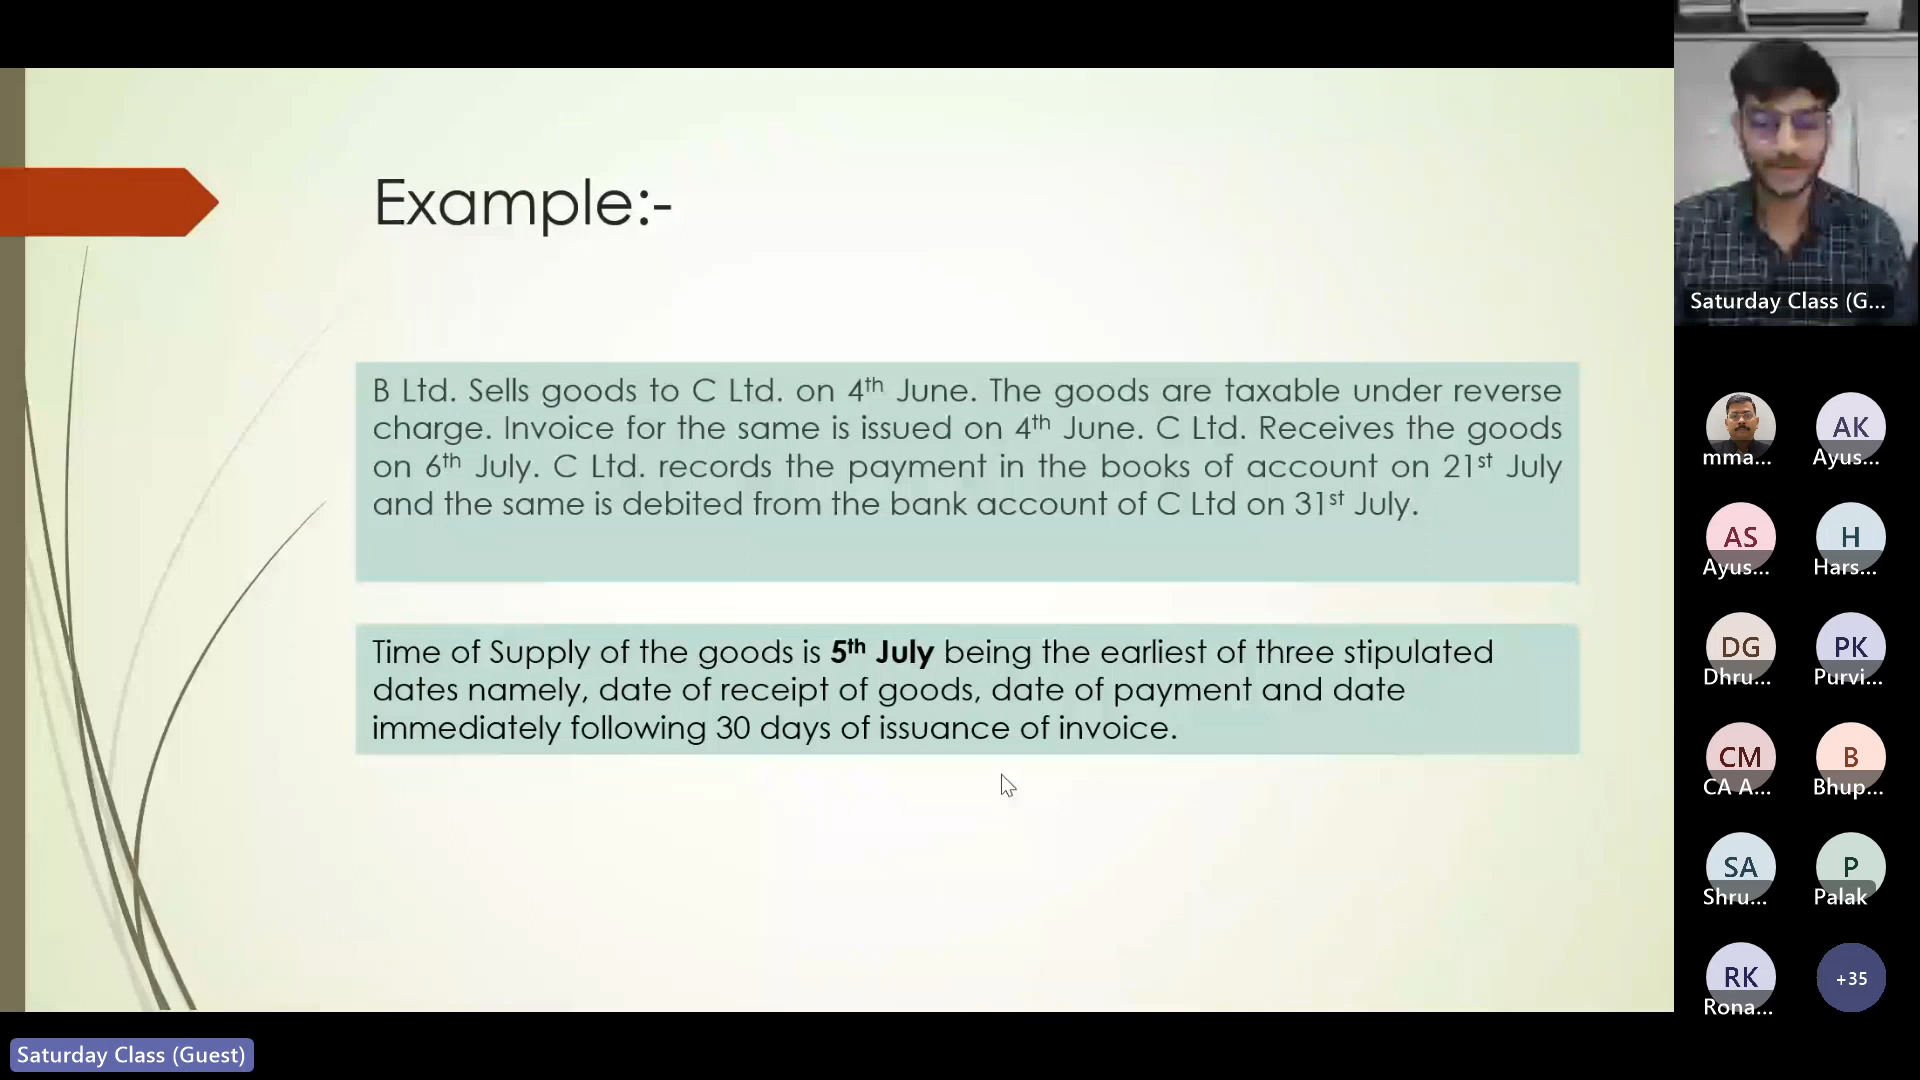 Example:-
B Ltd. Sells goods to C Ltd. on 4th June. The goods are taxable under reverse
charge. Invoice for the same is issued on 4th June. C Ltd. Receives the goods
on 6th July. C Ltd. records the payment in the books of account on 21st July
and the same is debited from the bank account of C Ltd on 31st July.
Time of Supply of the goods is 5th July being the earliest of three stipulated
dates namely, date of receipt of goods, date of payment and date
immediately following 30 days of issuance of invoice.
Saturday Class (Guest)
Saturday Class (G...
mma...
AK
Ayus...
AS
Ayus...
H
Hars...
DG
Dhru...
PK
Purvi...
CM
CA A...
B
Bhup...
SA
Shru...
P
Palak
RK
Rona...
+35